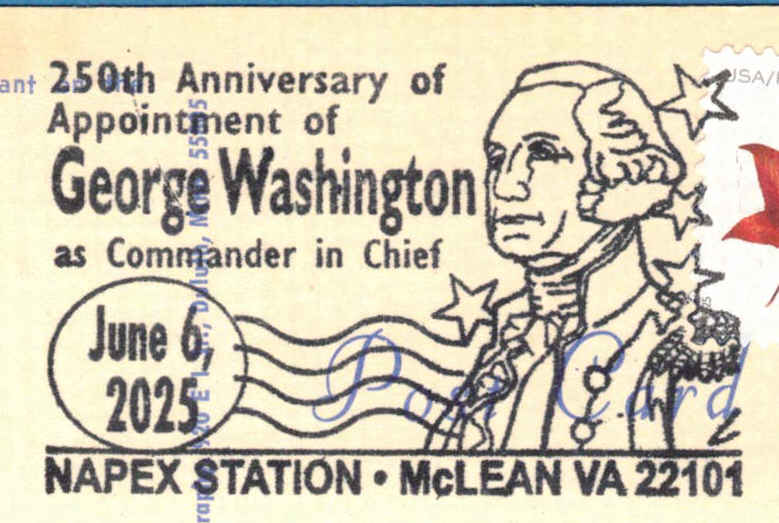 250th Anniversary of
Appointment of
George Washington
as Commander in Chief
June 6,
2025
NAPEX STATION • McLEAN VA 22101
Post Card
USA/
ant